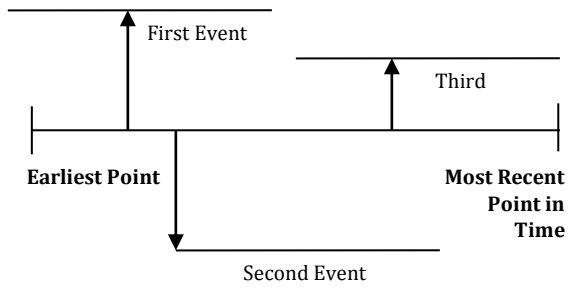 First Event
Third
Earliest Point
Most Recent
Point in
Time
Second Event